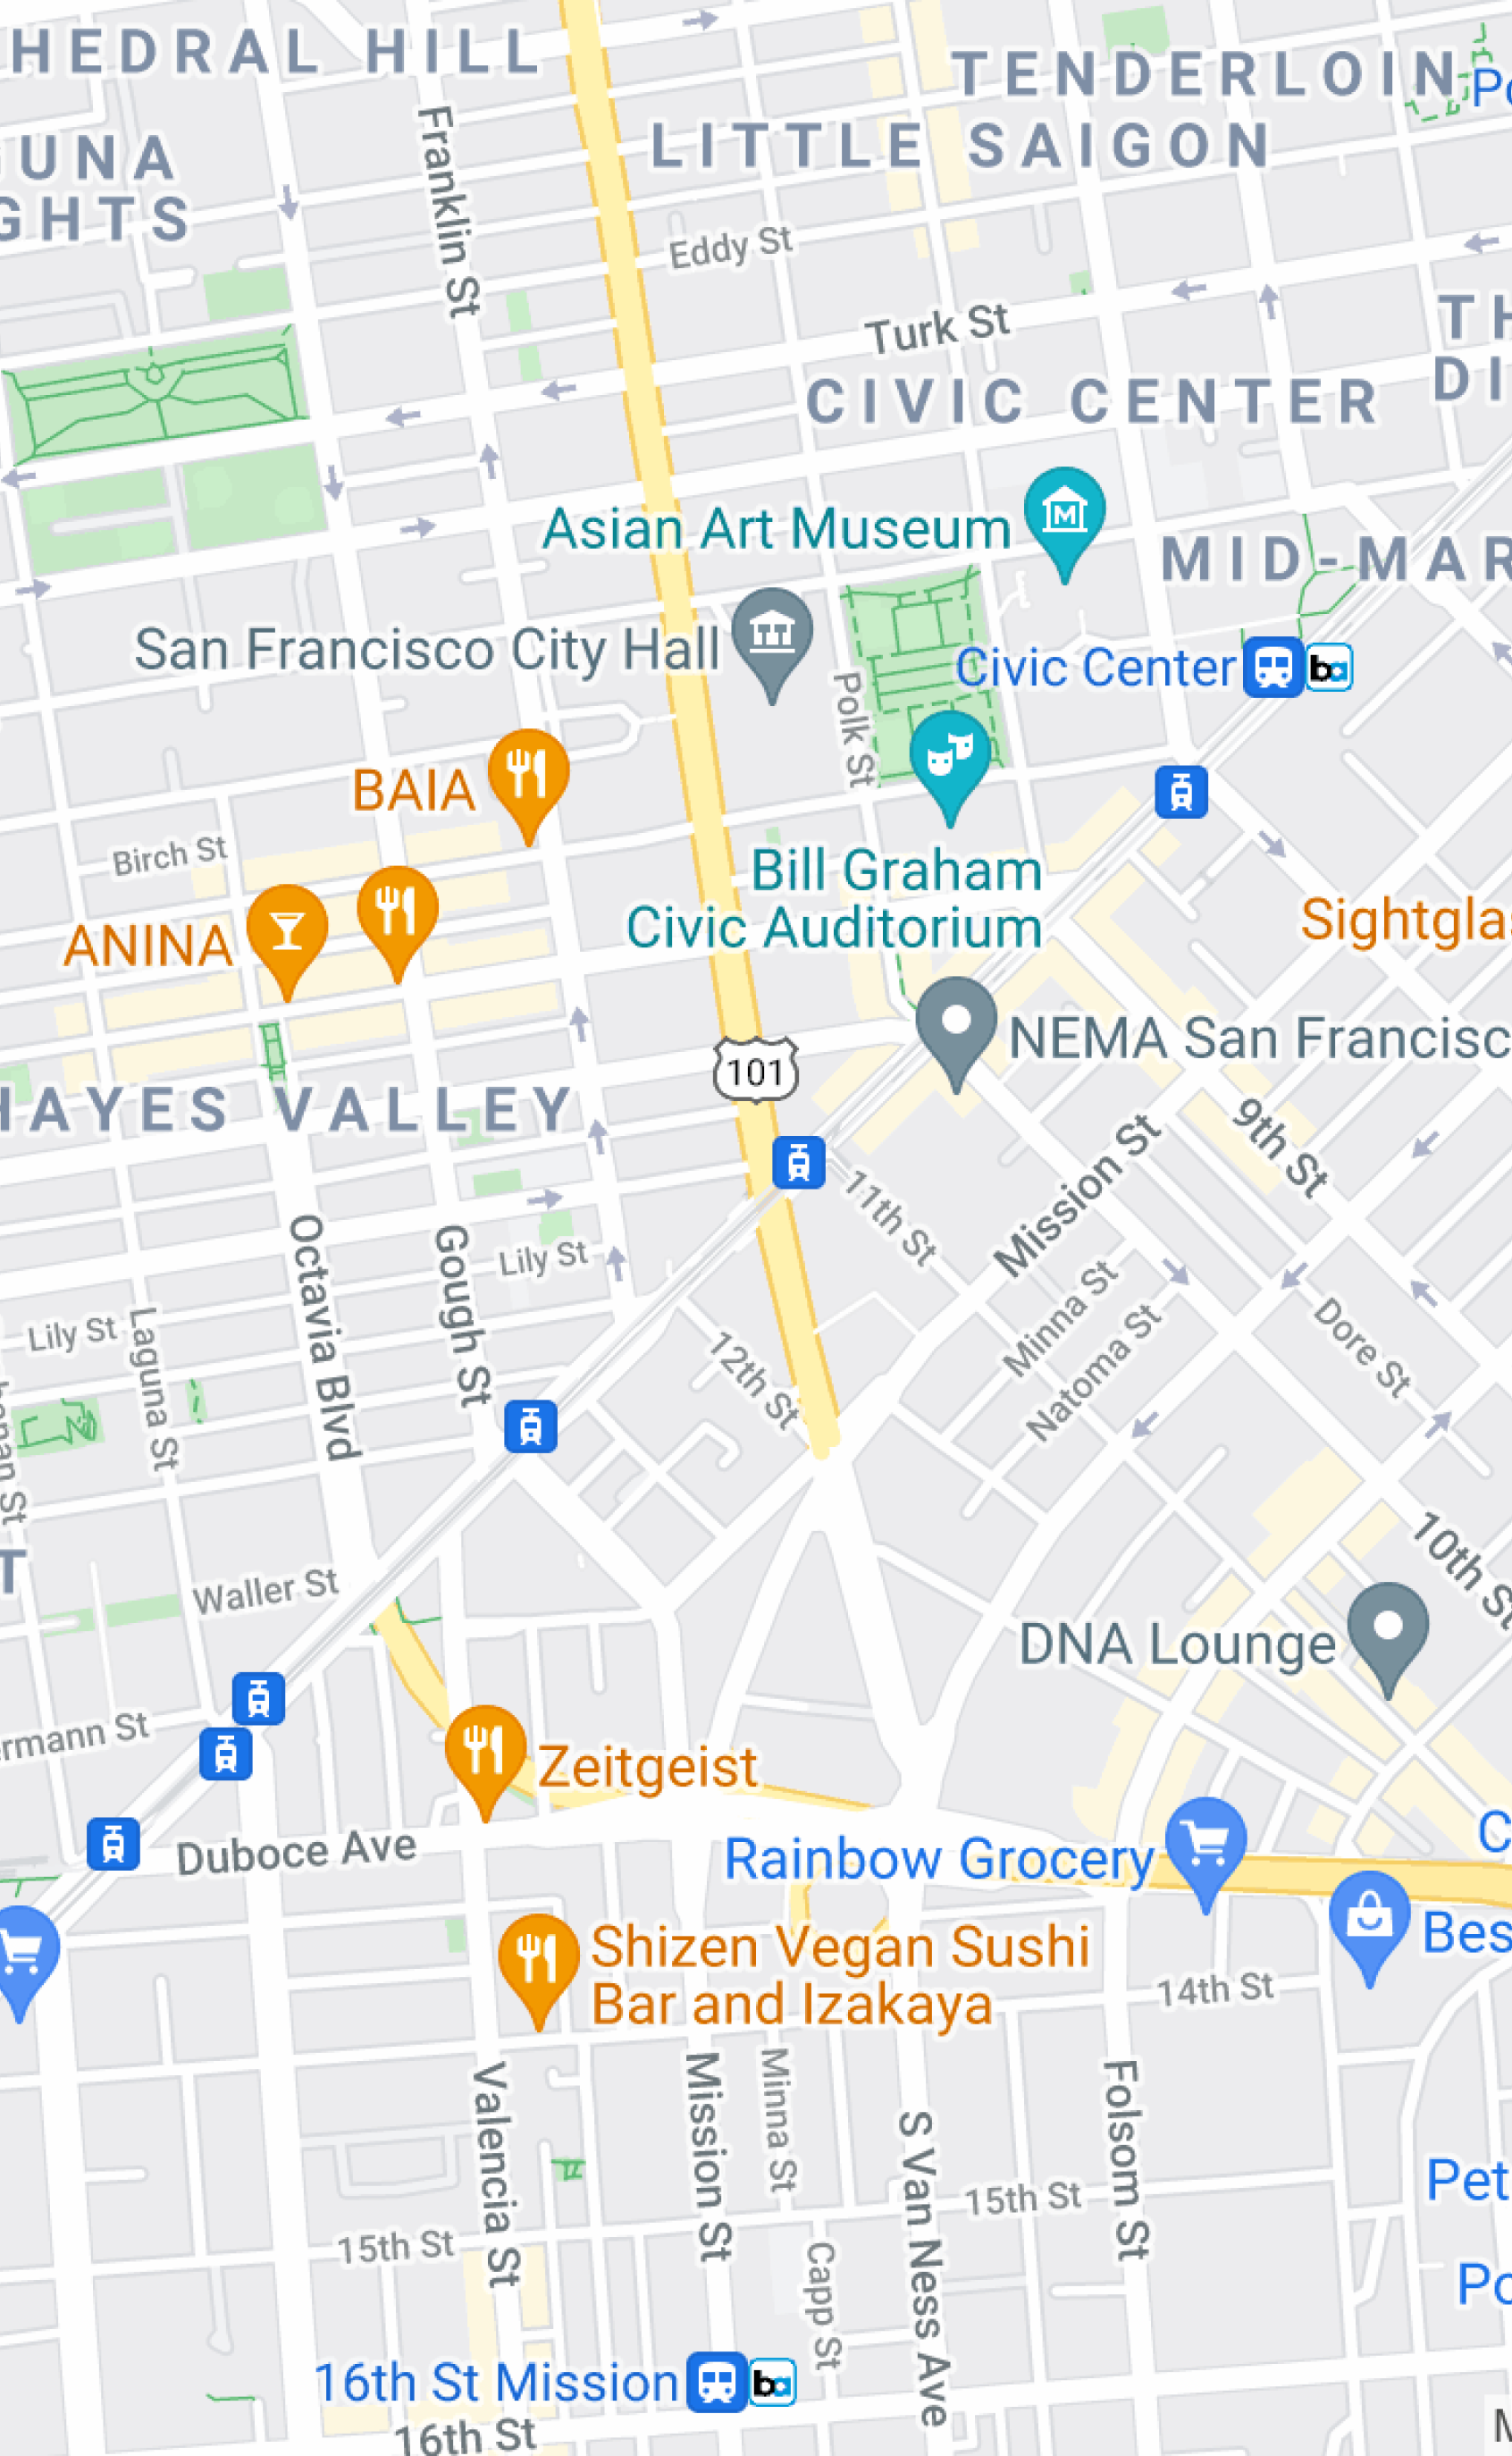 HEDRAL HILL
TENDERLOIN
Po
LITTLE SAIGON
UNA
GHTS
Franklin St
Eddy St
Turk St
TH
DI
CIVIC CENTER
Asian Art Museum
MID-MAR
San Francisco City Hall
Civic Center
ba
Polk St
BAIA
Birch St
Bill Graham
Civic Auditorium
ANINA
Sightgla
NEMA San Francisc
101
HAYES VALLEY
9th St
Mission St
11th St
Octavia Blvd
Gough St
Lily St
Minna St
Natoma St
Dore St
Lily St
Laguna St
12th St
10th St
Waller St
DNA Lounge
rmann St
Zeitgeist
Duboce Ave
Rainbow Grocery
C
Bes
Shizen Vegan Sushi
Bar and Izakaya
14th St
Valencia St
Mission St
Minna St
S Van Ness Ave
Folsom St
Pet
15th St
15th St
Capp St
Po
16th St Mission
ba
16th St